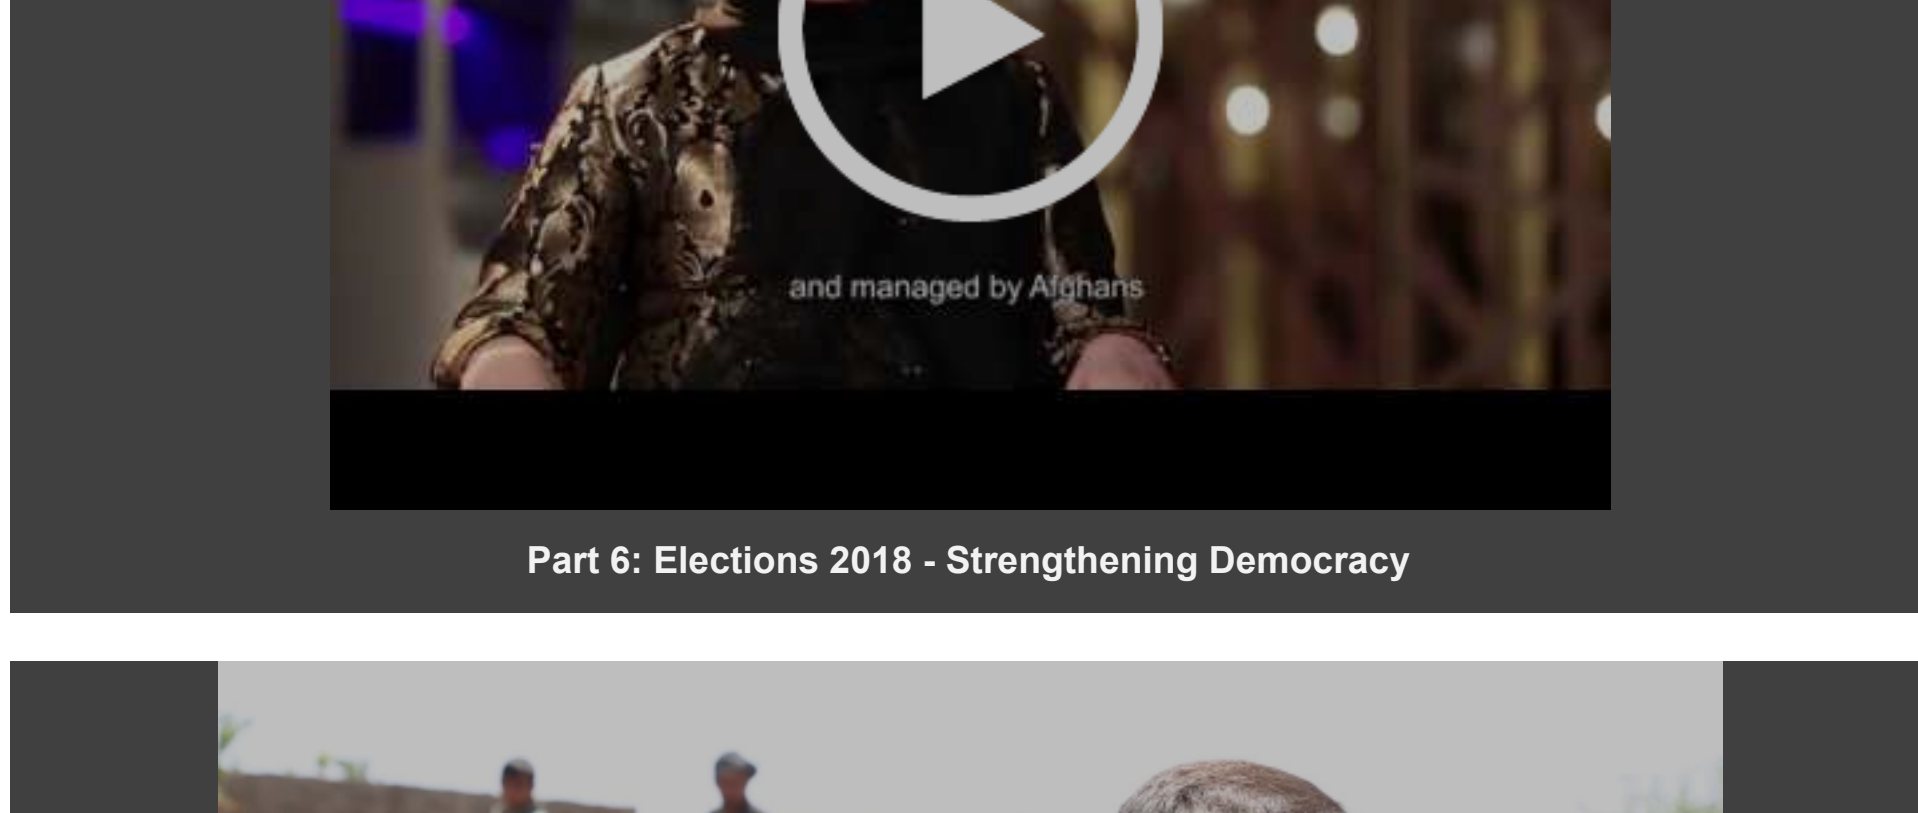 and managed by Afghans
Part 6: Elections 2018 - Strengthening Democracy